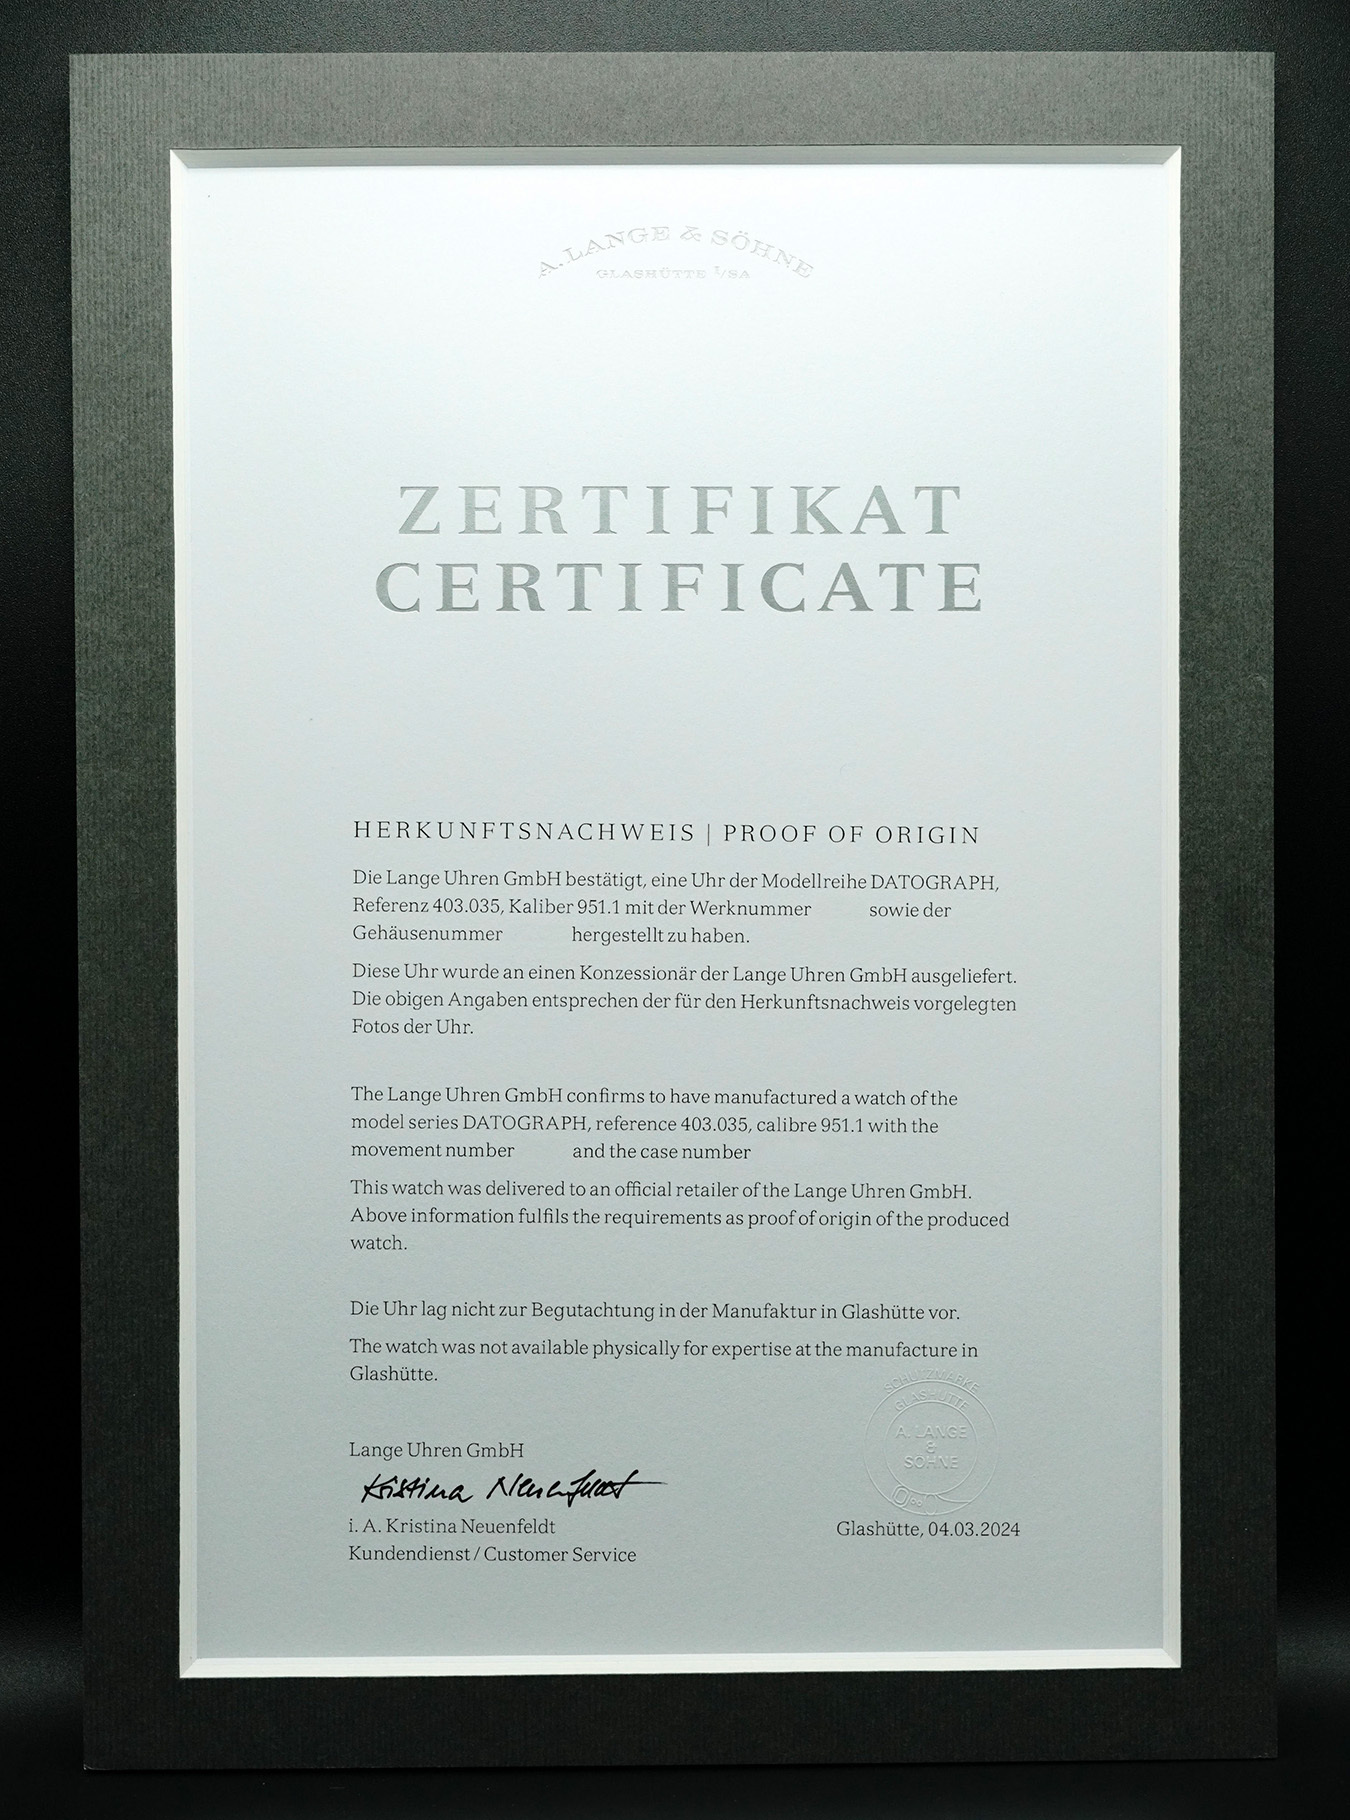 A. LANGE & SÖHNE
GLASHÜTTE I/SA
ZERTIFIKAT
CERTIFICATE
HERKUNFTSNACHWEIS | PROOF OF ORIGIN
Die Lange Uhren GmbH bestätigt, eine Uhr der Modellreihe DATOGRAPH,
Referenz 403.035, Kaliber 951.1 mit der Werknummer sowie der
Gehäusenummer hergestellt zu haben.
Diese Uhr wurde an einen Konzessionär der Lange Uhren GmbH ausgeliefert.
Die obigen Angaben entsprechen der für den Herkunftsnachweis vorgelegten
Fotos der Uhr.
The Lange Uhren GmbH confirms to have manufactured a watch of the
model series DATOGRAPH, reference 403.035, calibre 951.1 with the
movement number and the case number
This watch was delivered to an official retailer of the Lange Uhren GmbH.
Above information fulfils the requirements as proof of origin of the produced
watch.
Die Uhr lag nicht zur Begutachtung in der Manufaktur in Glashütte vor.
The watch was not available physically for expertise at the manufacture in
Glashütte.
SCHUTZMARKE
GLASHÜTTE
A. LANGE
&
SÖHNE
Lange Uhren GmbH
Kristina Neuenfeldt
i. A. Kristina Neuenfeldt
Glashütte, 04.03.2024
Kundendienst / Customer Service